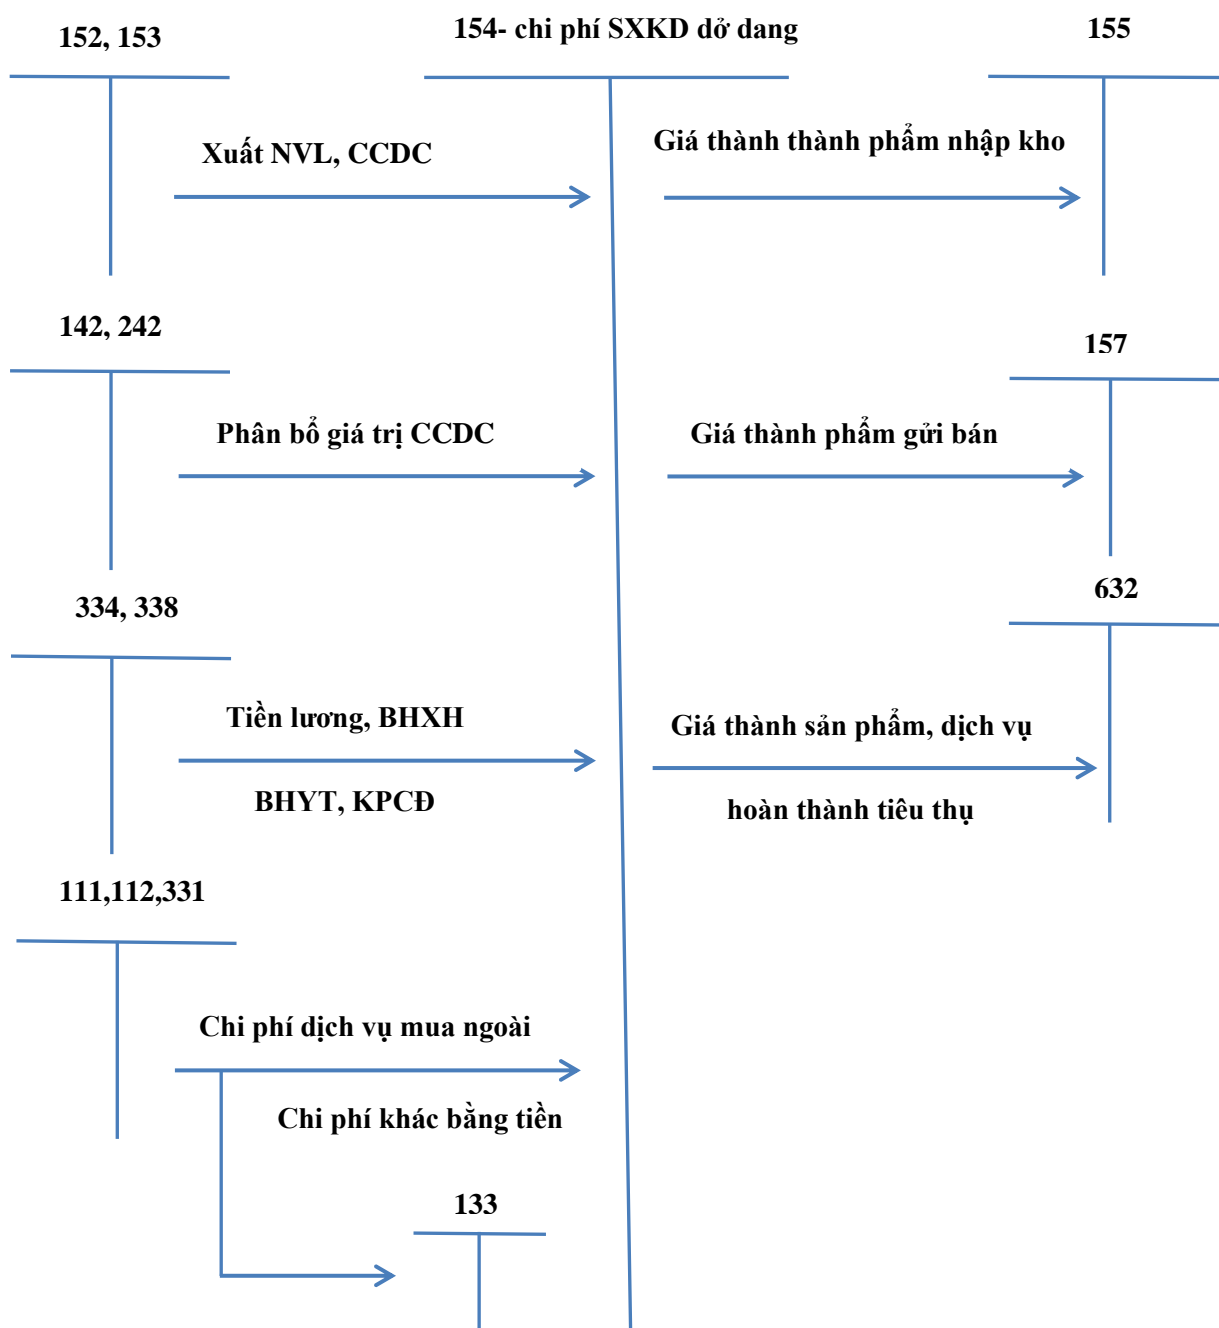 152, 153
154- chi phí SXKD dở dang
155
Xuất NVL, CCDC
Giá thành thành phẩm nhập kho
142, 242
157
Phân bổ giá trị CCDC
Giá thành phẩm gửi bán
334, 338
632
Tiền lương, BHXH
Giá thành sản phẩm, dịch vụ
BHYT, KPCĐ
hoàn thành tiêu thụ
111,112,331
Chi phí dịch vụ mua ngoài
Chi phí khác bằng tiền
133